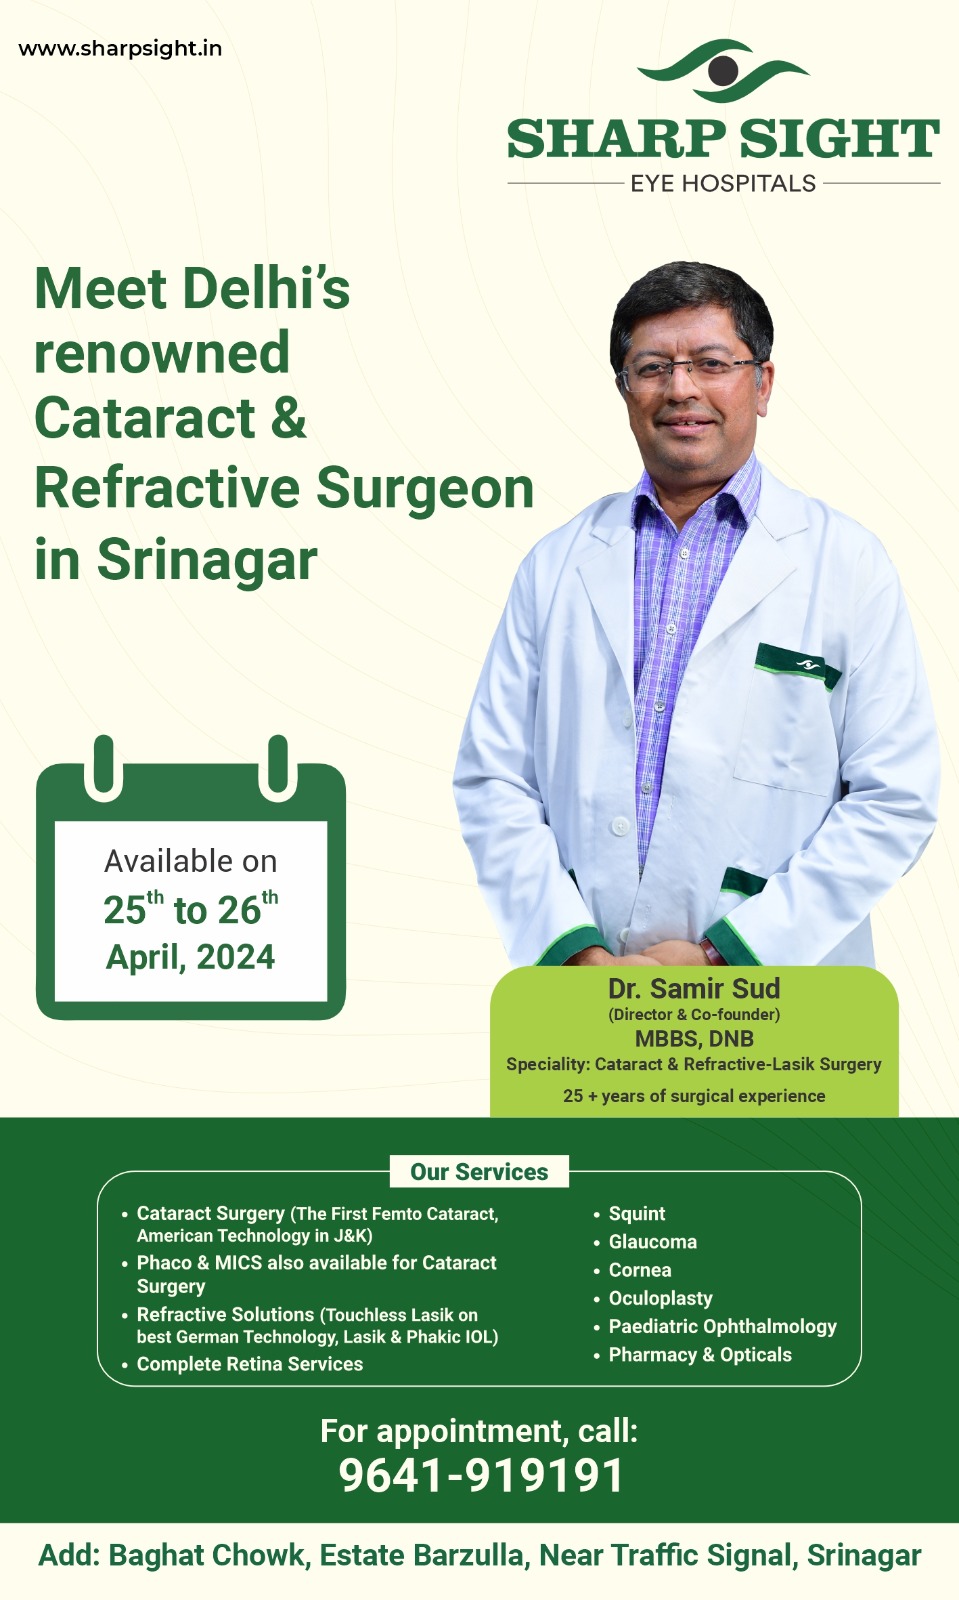 www.sharpsight.in
SHARP SIGHT
EYE HOSPITALS
Meet Delhi's
renowned
Cataract &
Refractive Surgeon
in Srinagar
Available on
25th to 26th
April, 2024
Dr. Samir Sud
(Director & Co-founder)
MBBS, DNB
Speciality: Cataract & Refractive-Lasik Surgery
25 + years of surgical experience
Our Services
• Cataract Surgery (The First Femto Cataract,
American Technology in J&K)
• Phaco & MICS also available for Cataract
Surgery
• Refractive Solutions (Touchless Lasik on
best German Technology, Lasik & Phakic IOL)
• Complete Retina Services
• Squint
• Glaucoma
• Cornea
• Oculoplasty
• Paediatric Ophthalmology
• Pharmacy & Opticals
For appointment, call:
9641-919191
Add: Baghat Chowk, Estate Barzulla, Near Traffic Signal, Srinagar